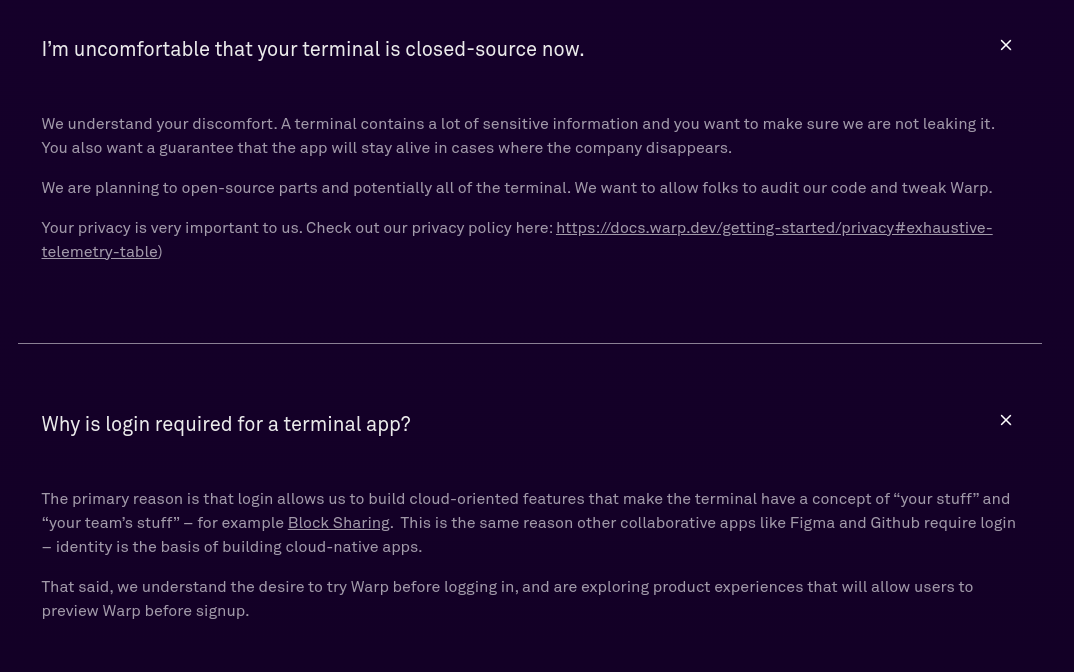 I’m uncomfortable that your terminal is closed-source now.
We understand your discomfort. A terminal contains a lot of sensitive information and you want to make sure we are not leaking it.
You also want a guarantee that the app will stay alive in cases where the company disappears.
We are planning to open-source parts and potentially all of the terminal. We want to allow folks to audit our code and tweak Warp.
Your privacy is very important to us. Check out our privacy policy here: https://docs.warp.dev/getting-started/privacy#exhaustive-
telemetry-table)
Why is login required for a terminal app?
The primary reason is that login allows us to build cloud-oriented features that make the terminal have a concept of “your stuff” and
“your team’s stuff” – for example Block Sharing.  This is the same reason other collaborative apps like Figma and Github require login
– identity is the basis of building cloud-native apps.
That said, we understand the desire to try Warp before logging in, and are exploring product experiences that will allow users to
preview Warp before signup.